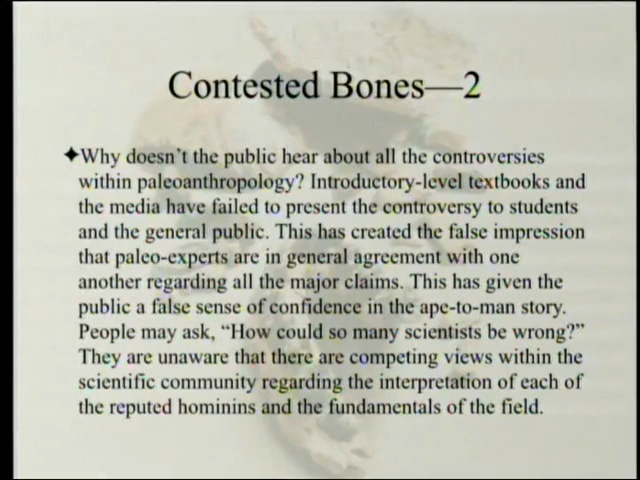 Contested Bones—2
✦Why doesn't the public hear about all the controversies
within paleoanthropology? Introductory-level textbooks and
the media have failed to present the controversy to students
and the general public. This has created the false impression
that paleo-experts are in general agreement with one
another regarding all the major claims. This has given the
public a false sense of confidence in the ape-to-man story.
People may ask, “How could so many scientists be wrong?”
They are unaware that there are competing views within the
scientific community regarding the interpretation of each of
the reputed hominins and the fundamentals of the field.